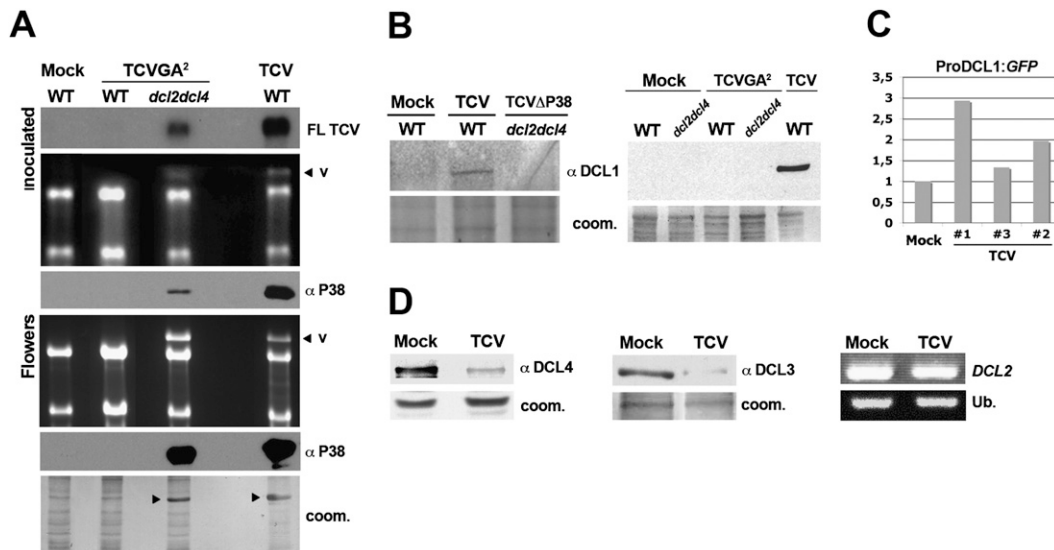 A
Mock TCVGA² TCV
WT WT dcl2dcl4 WT
inoculated
FL TCV
v
α P38
Flowers
v
α P38
coom.
B
Mock TCV TCVΔP38
WT WT dcl2dcl4
α DCL1
coom.
Mock TCVGA² TCV
WT dcl2dcl4 WT dcl2dcl4 WT
C
ProDCL1:GFP
3,5
3
2,5
2
1,5
1
0,5
0
Mock #1 #3 #2
TCV
D
Mock TCV
α DCL4
coom.
Mock TCV
α DCL3
coom.
Mock TCV
DCL2
Ub.